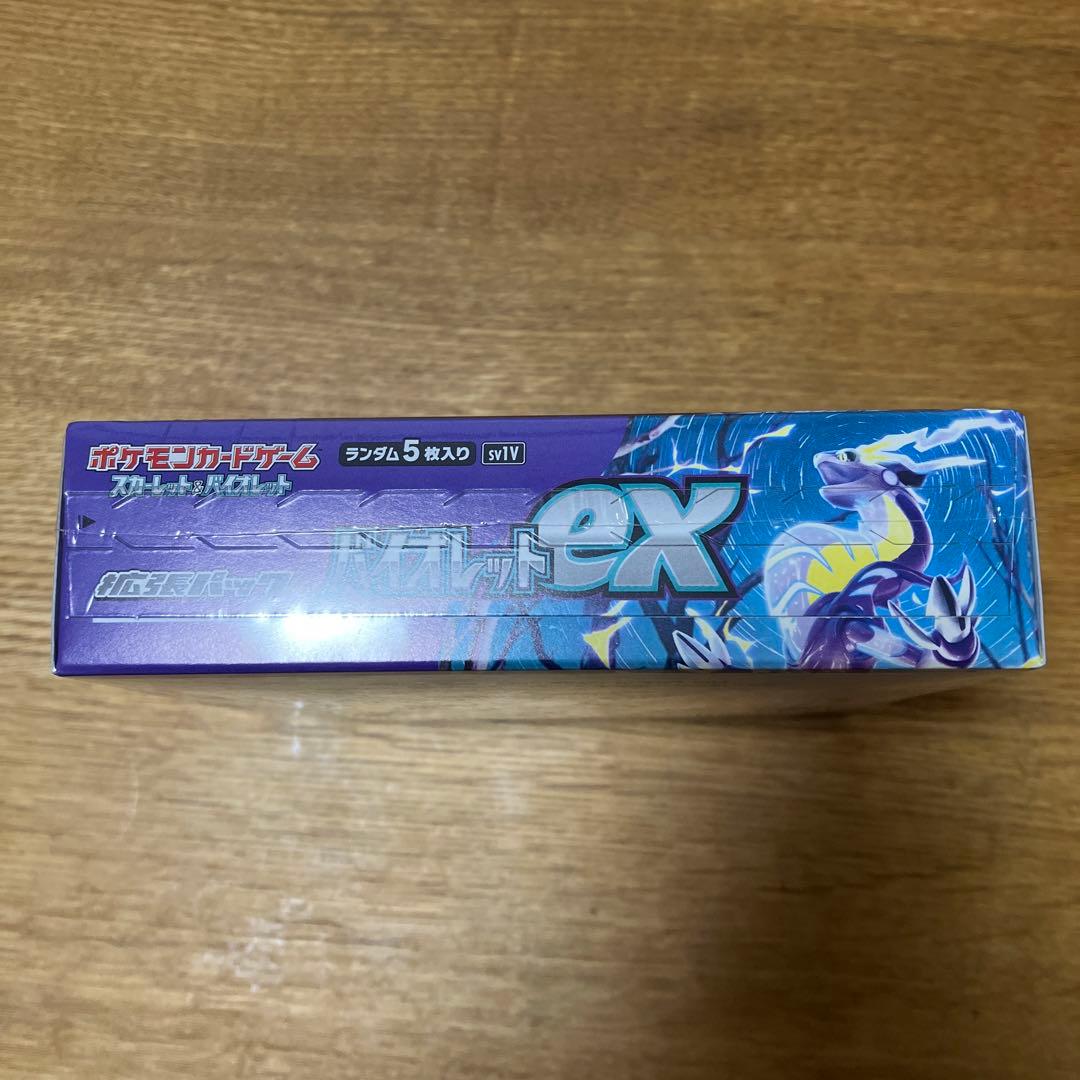 ポケモンカードゲーム
スカーレット&バイオレット
ランダム5枚入り
sv1V
拡張パック
バイオレットex